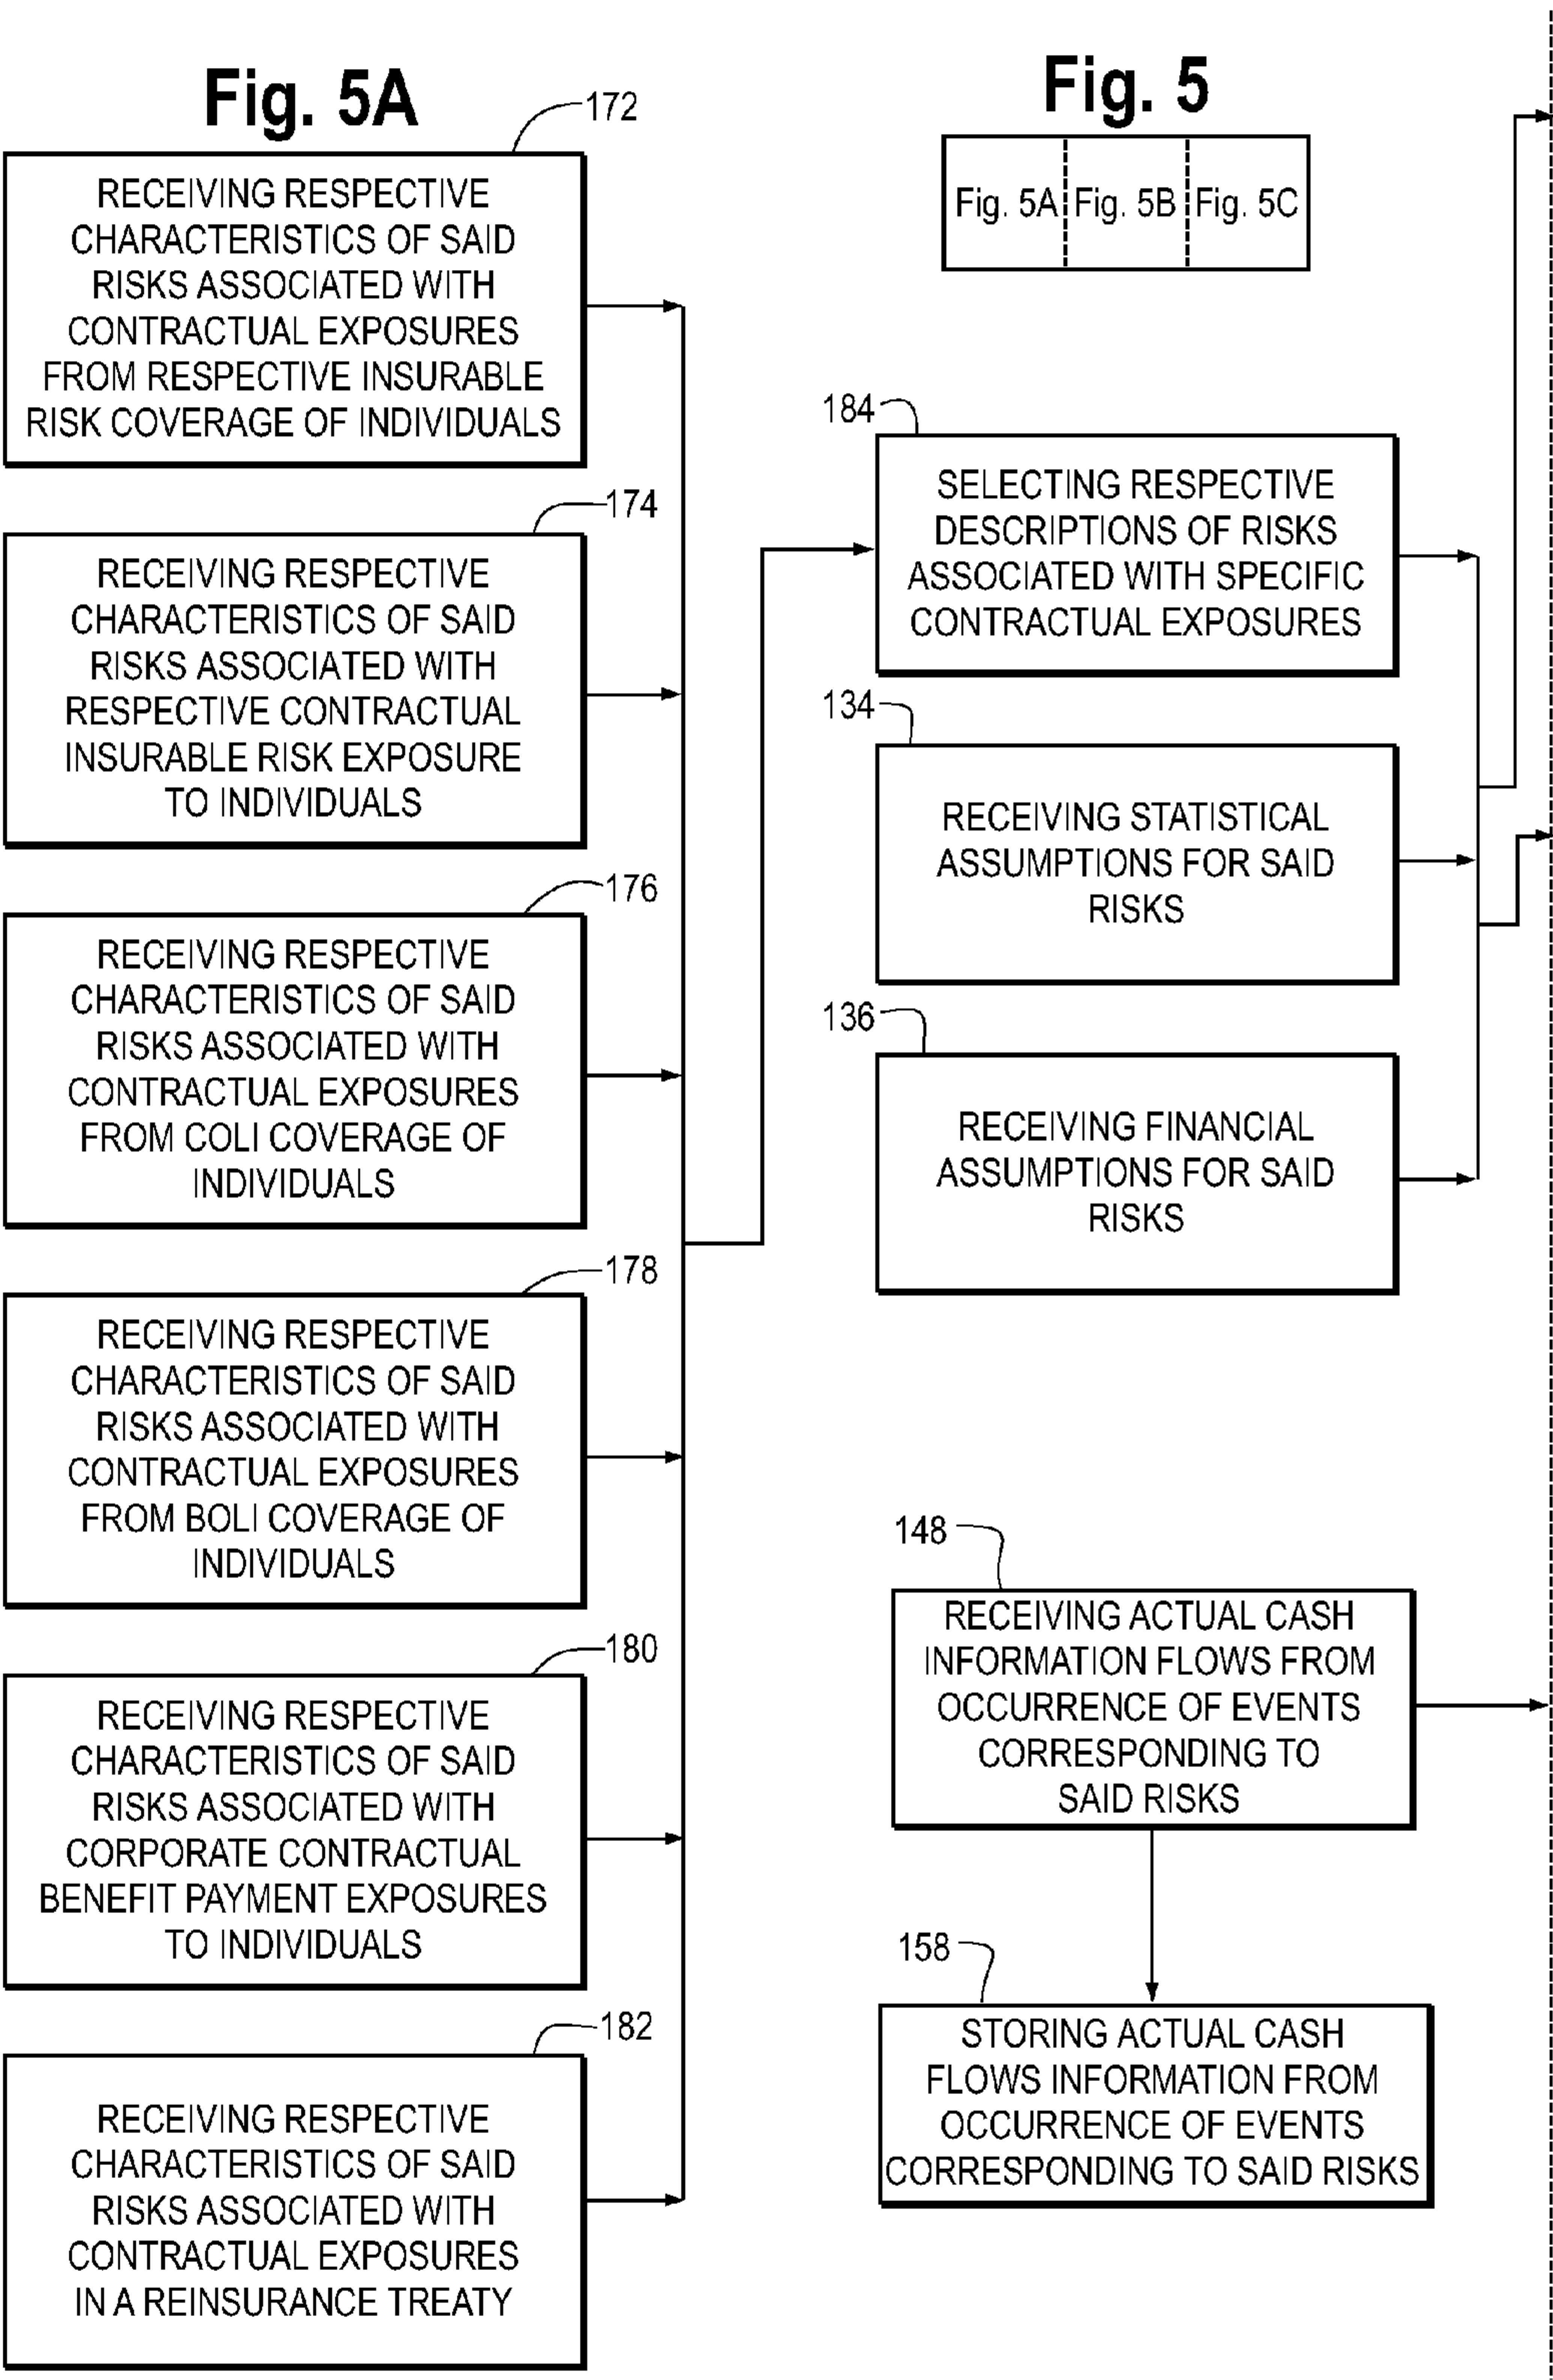 Fig. 5A
172
RECEIVING RESPECTIVE
CHARACTERISTICS OF SAID
RISKS ASSOCIATED WITH
CONTRACTUAL EXPOSURES
FROM RESPECTIVE INSURABLE
RISK COVERAGE OF INDIVIDUALS
174
RECEIVING RESPECTIVE
CHARACTERISTICS OF SAID
RISKS ASSOCIATED WITH
RESPECTIVE CONTRACTUAL
INSURABLE RISK EXPOSURE
TO INDIVIDUALS
176
RECEIVING RESPECTIVE
CHARACTERISTICS OF SAID
RISKS ASSOCIATED WITH
CONTRACTUAL EXPOSURES
FROM COLI COVERAGE OF
INDIVIDUALS
178
RECEIVING RESPECTIVE
CHARACTERISTICS OF SAID
RISKS ASSOCIATED WITH
CONTRACTUAL EXPOSURES
FROM BOLI COVERAGE OF
INDIVIDUALS
180
RECEIVING RESPECTIVE
CHARACTERISTICS OF SAID
RISKS ASSOCIATED WITH
CORPORATE CONTRACTUAL
BENEFIT PAYMENT EXPOSURES
TO INDIVIDUALS
182
RECEIVING RESPECTIVE
CHARACTERISTICS OF SAID
RISKS ASSOCIATED WITH
CONTRACTUAL EXPOSURES
IN A REINSURANCE TREATY
Fig. 5
Fig. 5A Fig. 5B Fig. 5C
184
SELECTING RESPECTIVE
DESCRIPTIONS OF RISKS
ASSOCIATED WITH SPECIFIC
CONTRACTUAL EXPOSURES
134
RECEIVING STATISTICAL
ASSUMPTIONS FOR SAID
RISKS
136
RECEIVING FINANCIAL
ASSUMPTIONS FOR SAID
RISKS
148
RECEIVING ACTUAL CASH
INFORMATION FLOWS FROM
OCCURRENCE OF EVENTS
CORRESPONDING TO
SAID RISKS
158
STORING ACTUAL CASH
FLOWS INFORMATION FROM
OCCURRENCE OF EVENTS
CORRESPONDING TO SAID RISKS